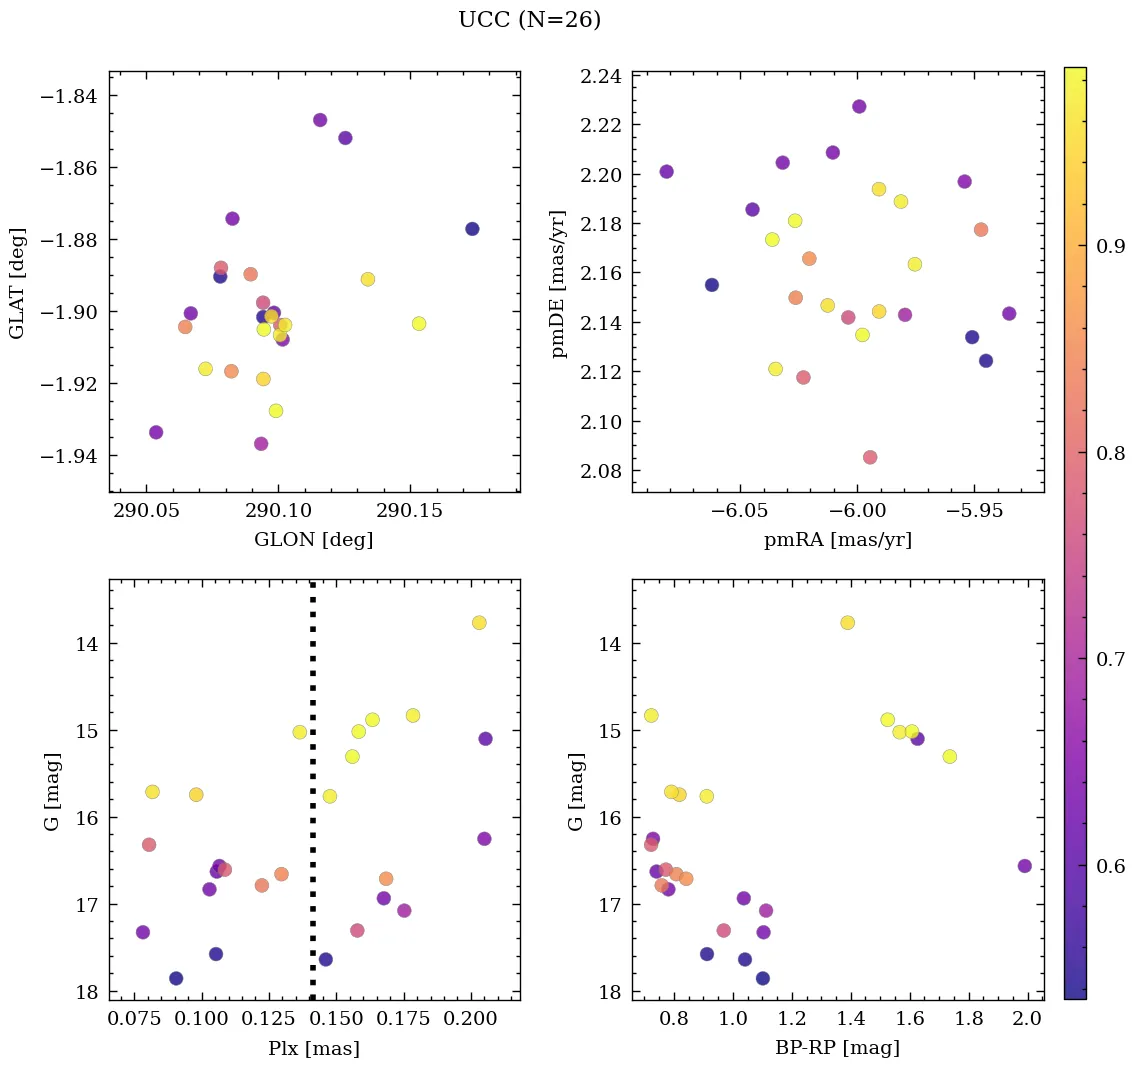 UCC (N=26)
−1.84
−1.86
−1.88
−1.90
−1.92
−1.94
GLAT [deg]
290.05 290.10 290.15
GLON [deg]
2.24
2.22
2.20
2.18
2.16
2.14
2.12
2.10
2.08
pmDE [mas/yr]
−6.05 −6.00 −5.95
pmRA [mas/yr]
14
15
16
17
18
G [mag]
0.075 0.100 0.125 0.150 0.175 0.200
Plx [mas]
14
15
16
17
18
G [mag]
0.8 1.0 1.2 1.4 1.6 1.8 2.0
BP-RP [mag]
0.9
0.8
0.7
0.6